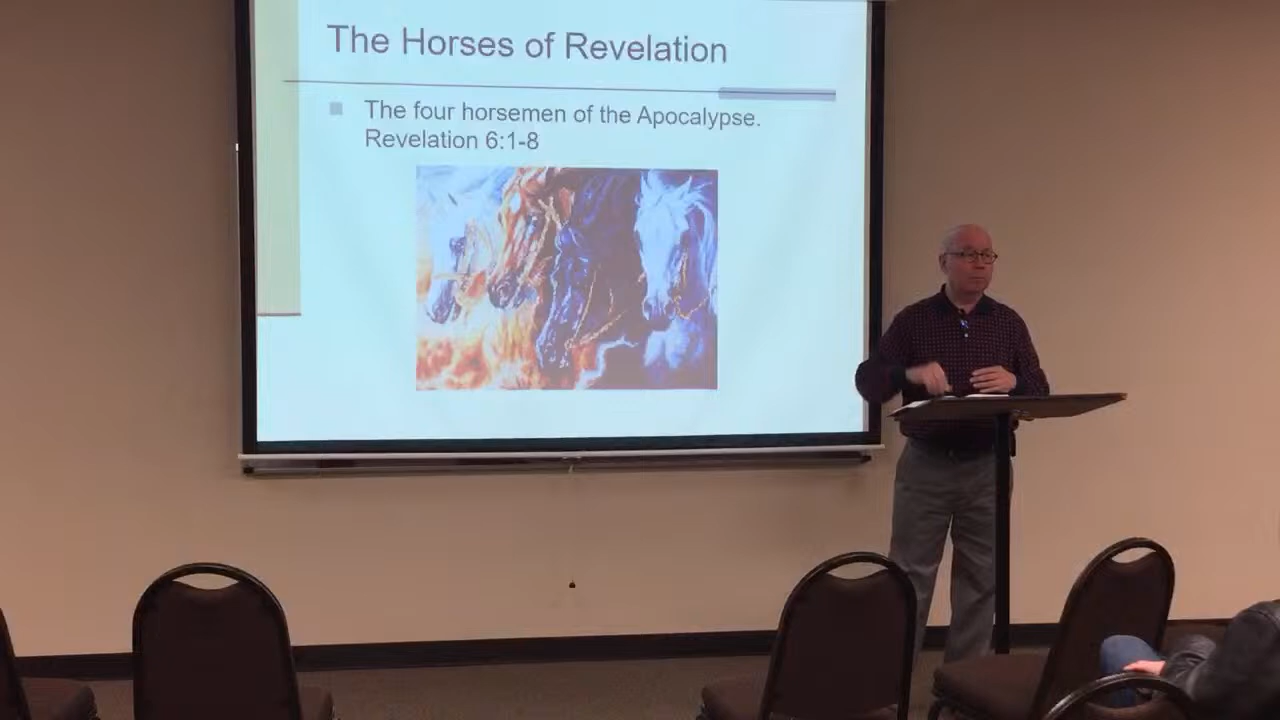 The Horses of Revelation
The four horsemen of the Apocalypse.
Revelation 6:1-8